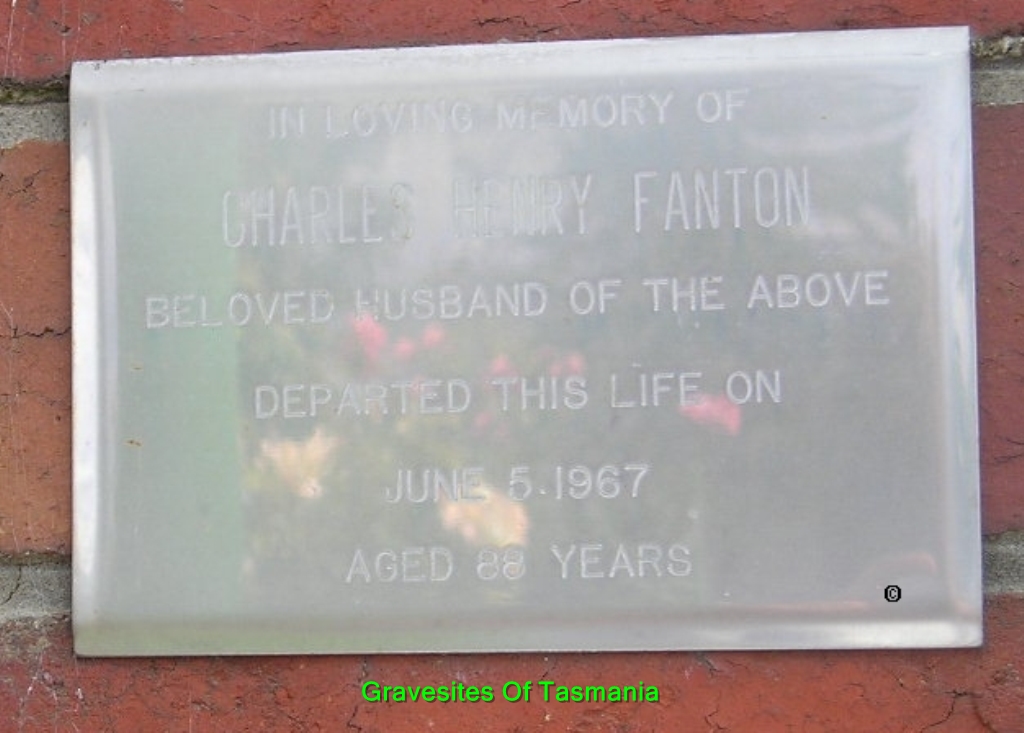 IN LOVING MEMORY OF
CHARLES HENRY FANTON
BELOVED HUSBAND OF THE ABOVE
DEPARTED THIS LIFE ON
JUNE 5.1967
AGED 88 YEARS
©
Gravesites Of Tasmania